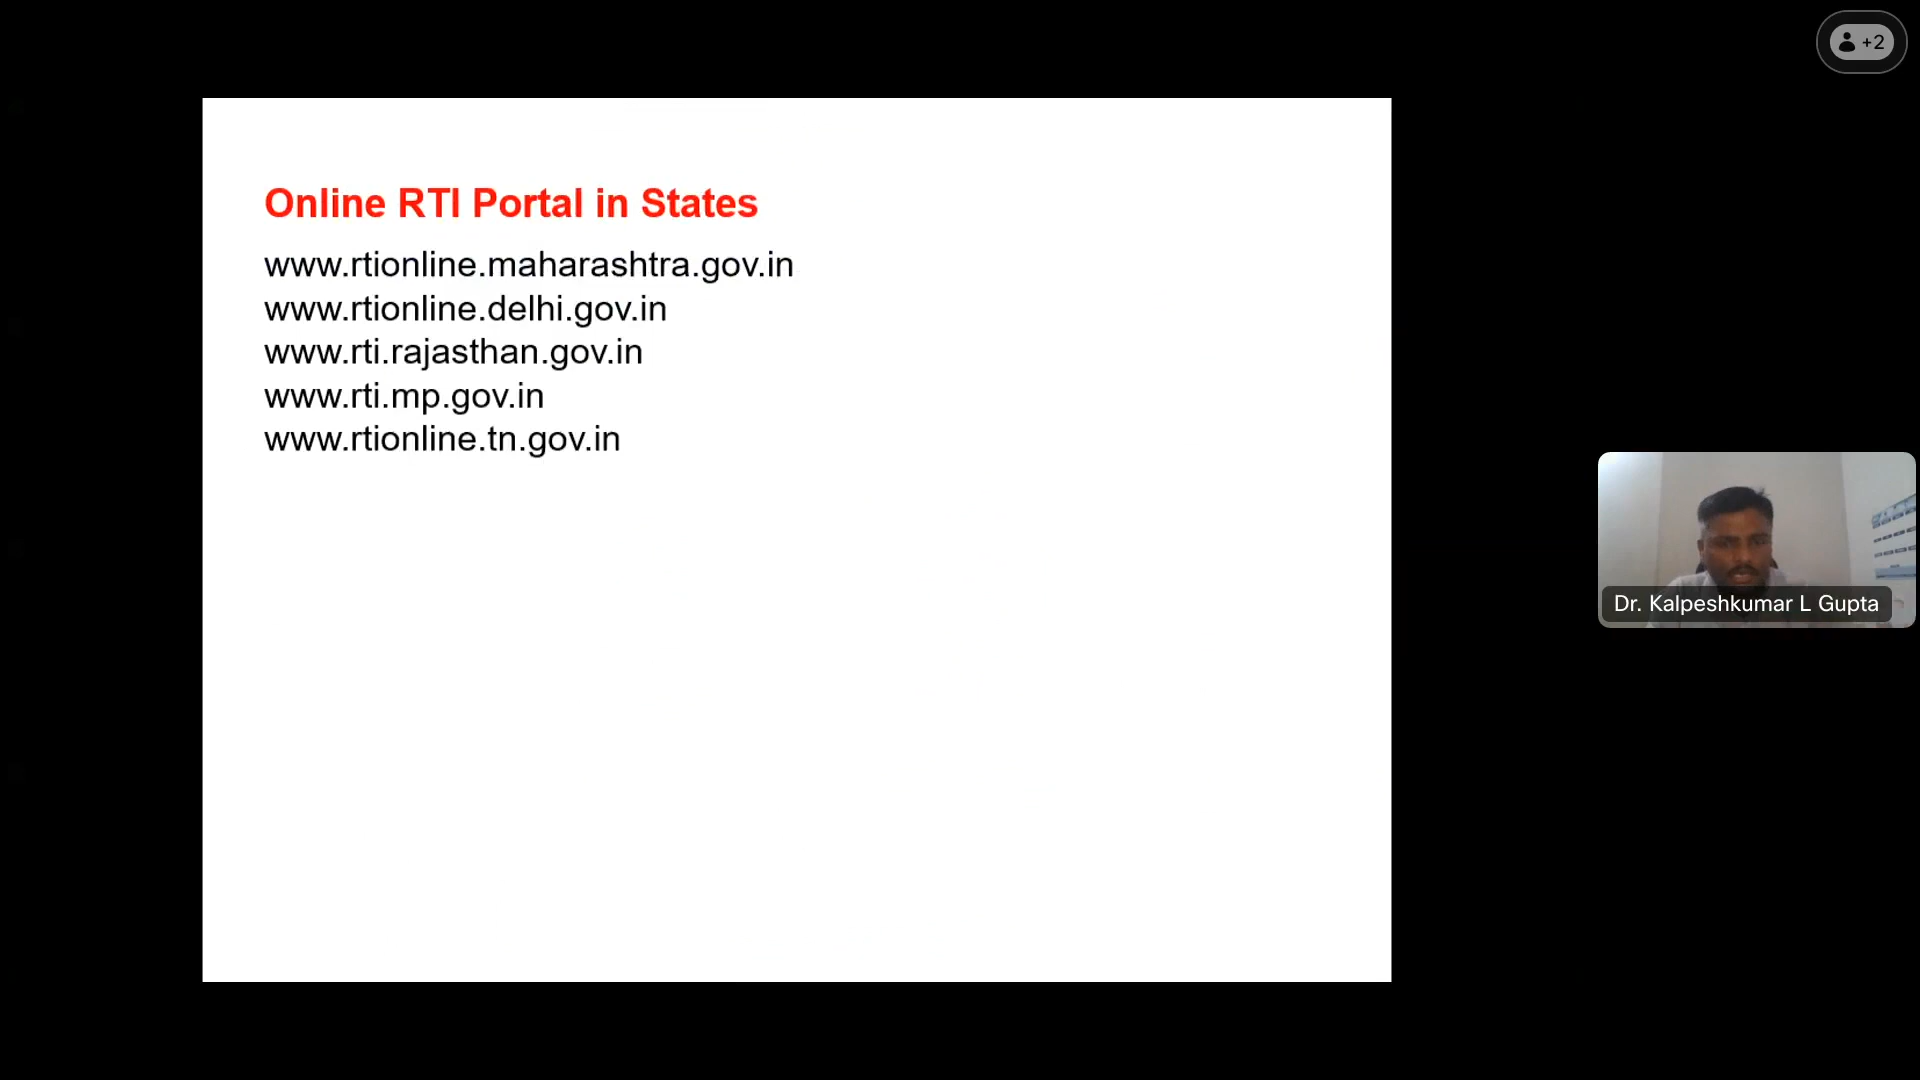 +2
Online RTI Portal in States
www.rtionline.maharashtra.gov.in
www.rtionline.delhi.gov.in
www.rti.rajasthan.gov.in
www.rti.mp.gov.in
www.rtionline.tn.gov.in
Dr. Kalpeshkumar L Gupta